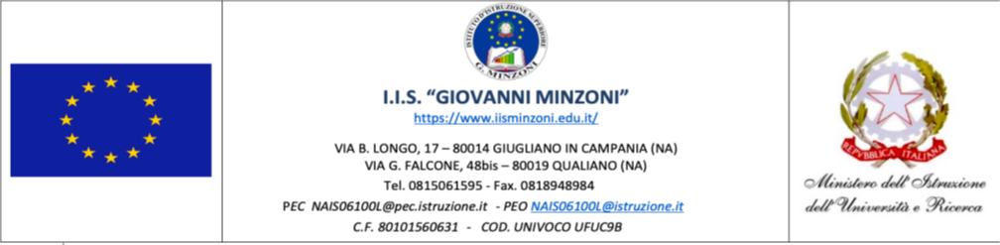 ISTITUTO D'ISTRUZIONE SUPERIORE
G. MINZONI
I.I.S. “GIOVANNI MINZONI”
https://www.iisminzoni.edu.it/
VIA B. LONGO, 17 – 80014 GIUGLIANO IN CAMPANIA (NA)
VIA G. FALCONE, 48bis – 80019 QUALIANO (NA)
Tel. 0815061595 - Fax. 0818948984
PEC NAIS06100L@pec.istruzione.it - PEO NAIS06100L@istruzione.it
C.F. 80101560631 - COD. UNIVOCO UFUC9B
REPVBBLICA ITALIANA
Ministero dell'Istruzione
dell'Università e Ricerca